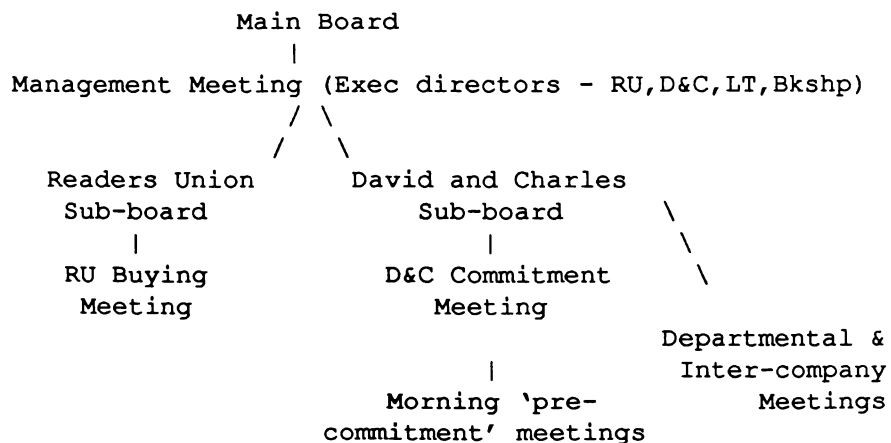 Main Board
|
Management Meeting (Exec directors - RU,D&C,LT,Bkshp)
/ \
/ \
Readers Union David and Charles
Sub-board Sub-board \
| | \
RU Buying D&C Commitment \
Meeting Meeting
Departmental &
| Inter-company
Morning 'pre- Meetings
commitment' meetings